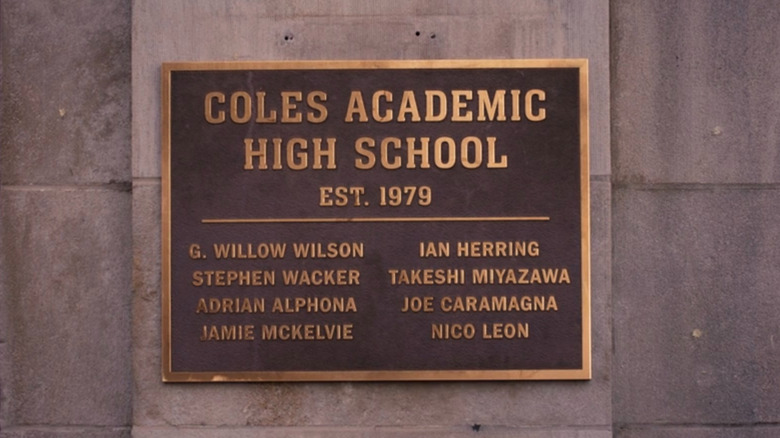 COLES ACADEMIC
HIGH SCHOOL
EST. 1979
G. WILLOW WILSON
STEPHEN WACKER
ADRIAN ALPHONA
JAMIE MCKELVIE
IAN HERRING
TAKESHI MIYAZAWA
JOE CARAMAGNA
NICO LEON